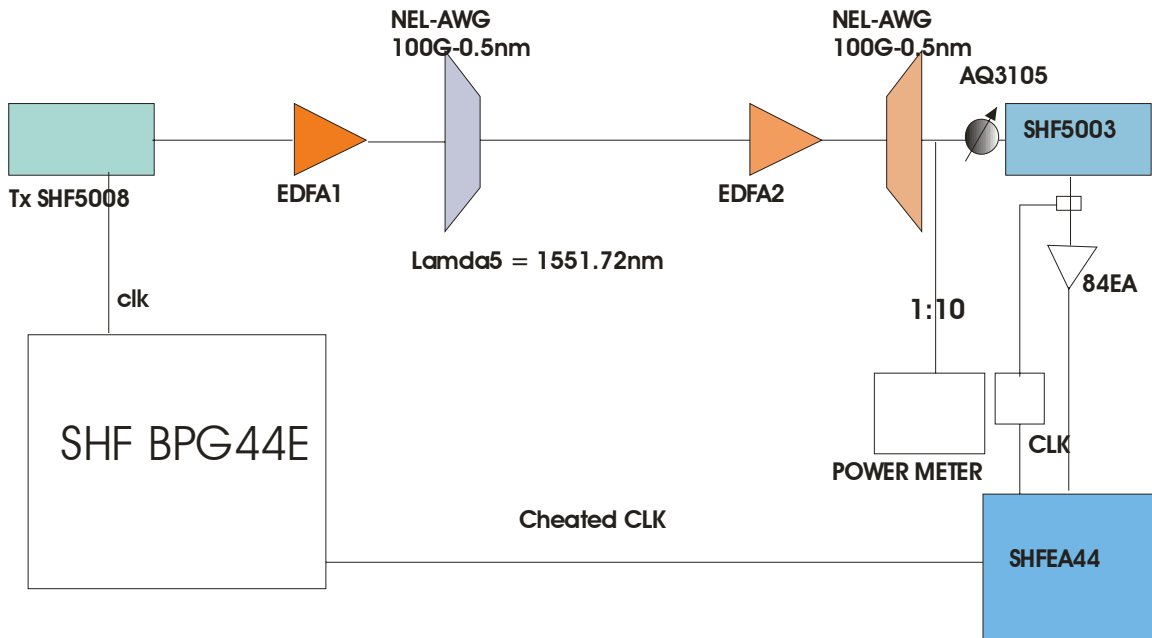 NEL-AWG
100G-0.5nm
NEL-AWG
100G-0.5nm
AQ3105
SHF5003
Tx SHF5008
EDFA1
EDFA2
Lamda5 = 1551.72nm
84EA
clk
1:10
SHF BPG44E
CLK
POWER METER
Cheated CLK
SHFEA44